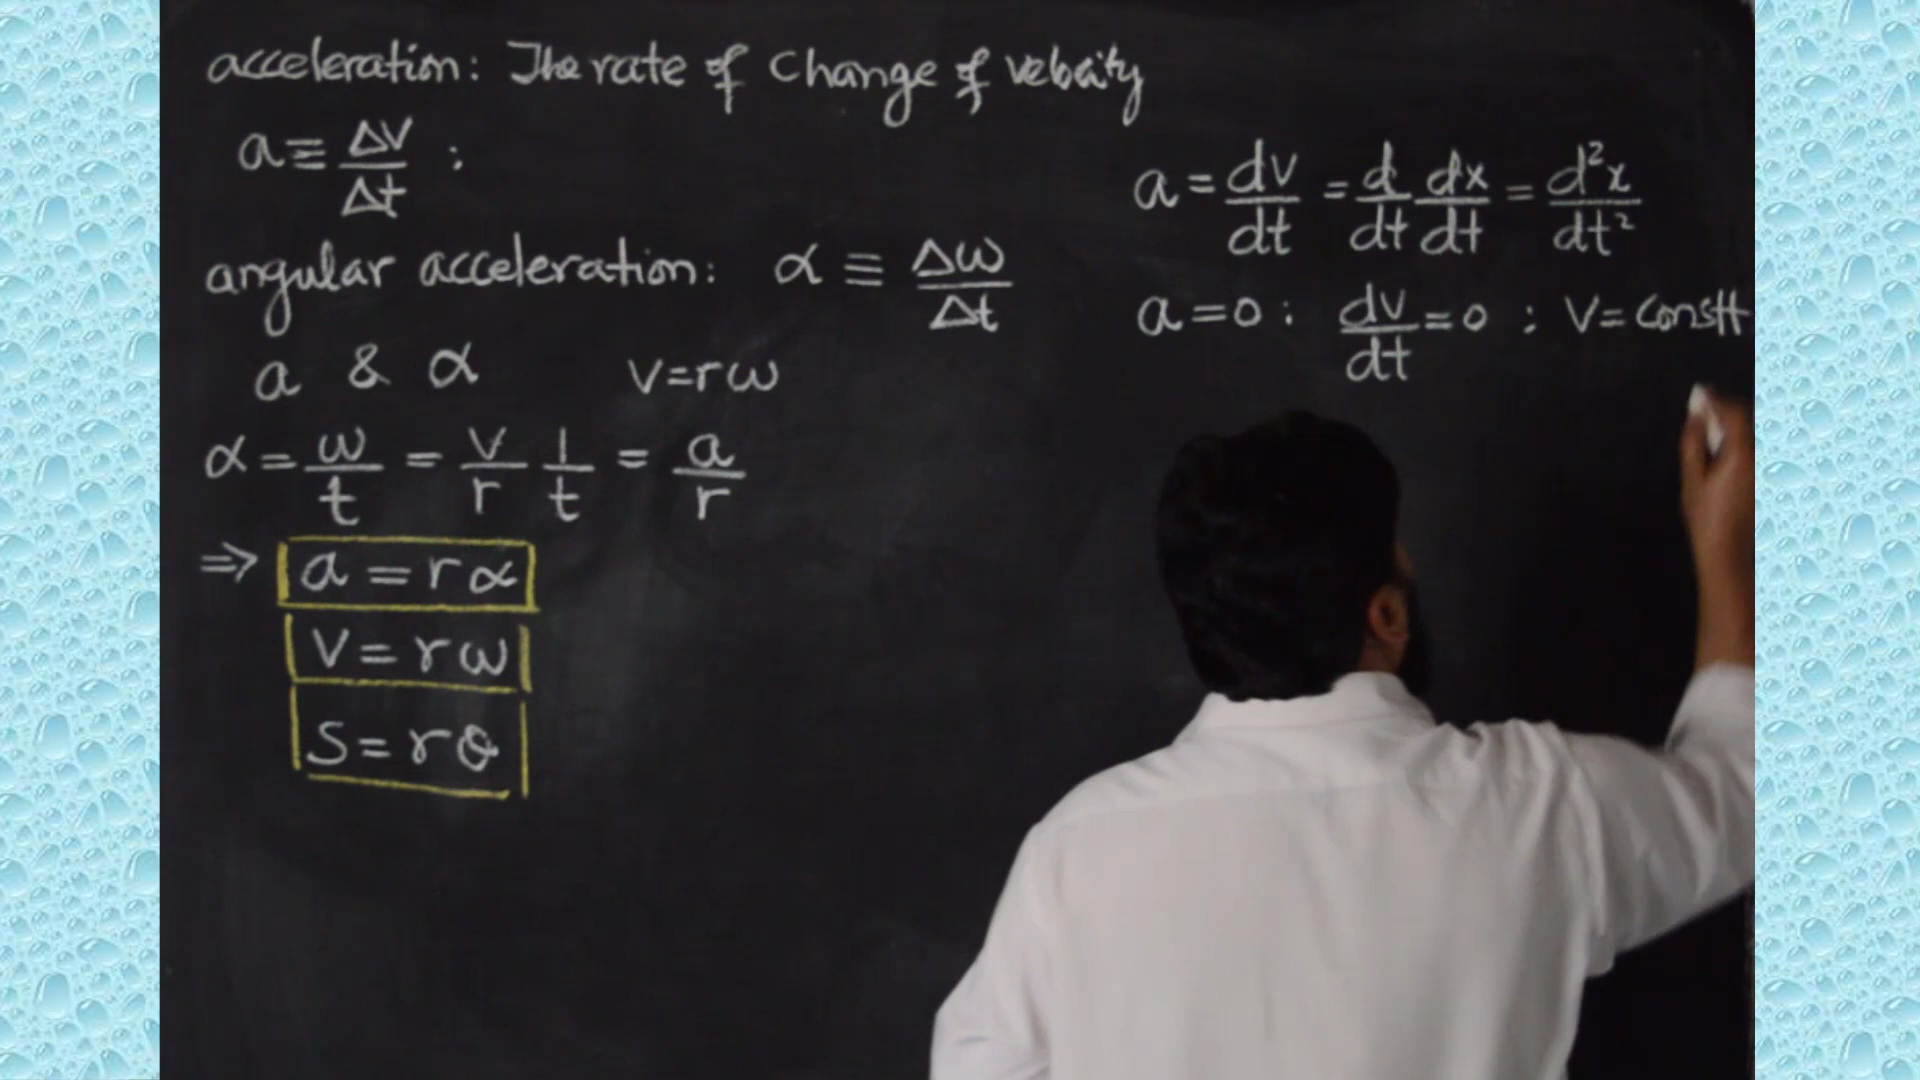 acceleration: The rate of Change of velocity
a ≡ Δv/Δt :
angular acceleration: α ≡ Δω/Δt
a & α v=rω
α = ω/t = v/r 1/t = a/r
⇒ a = rα
v = rω
s = rθ
a = dv/dt = d/dt dx/dt = d²x/dt²
a=0 : dv/dt = 0 : v = constt